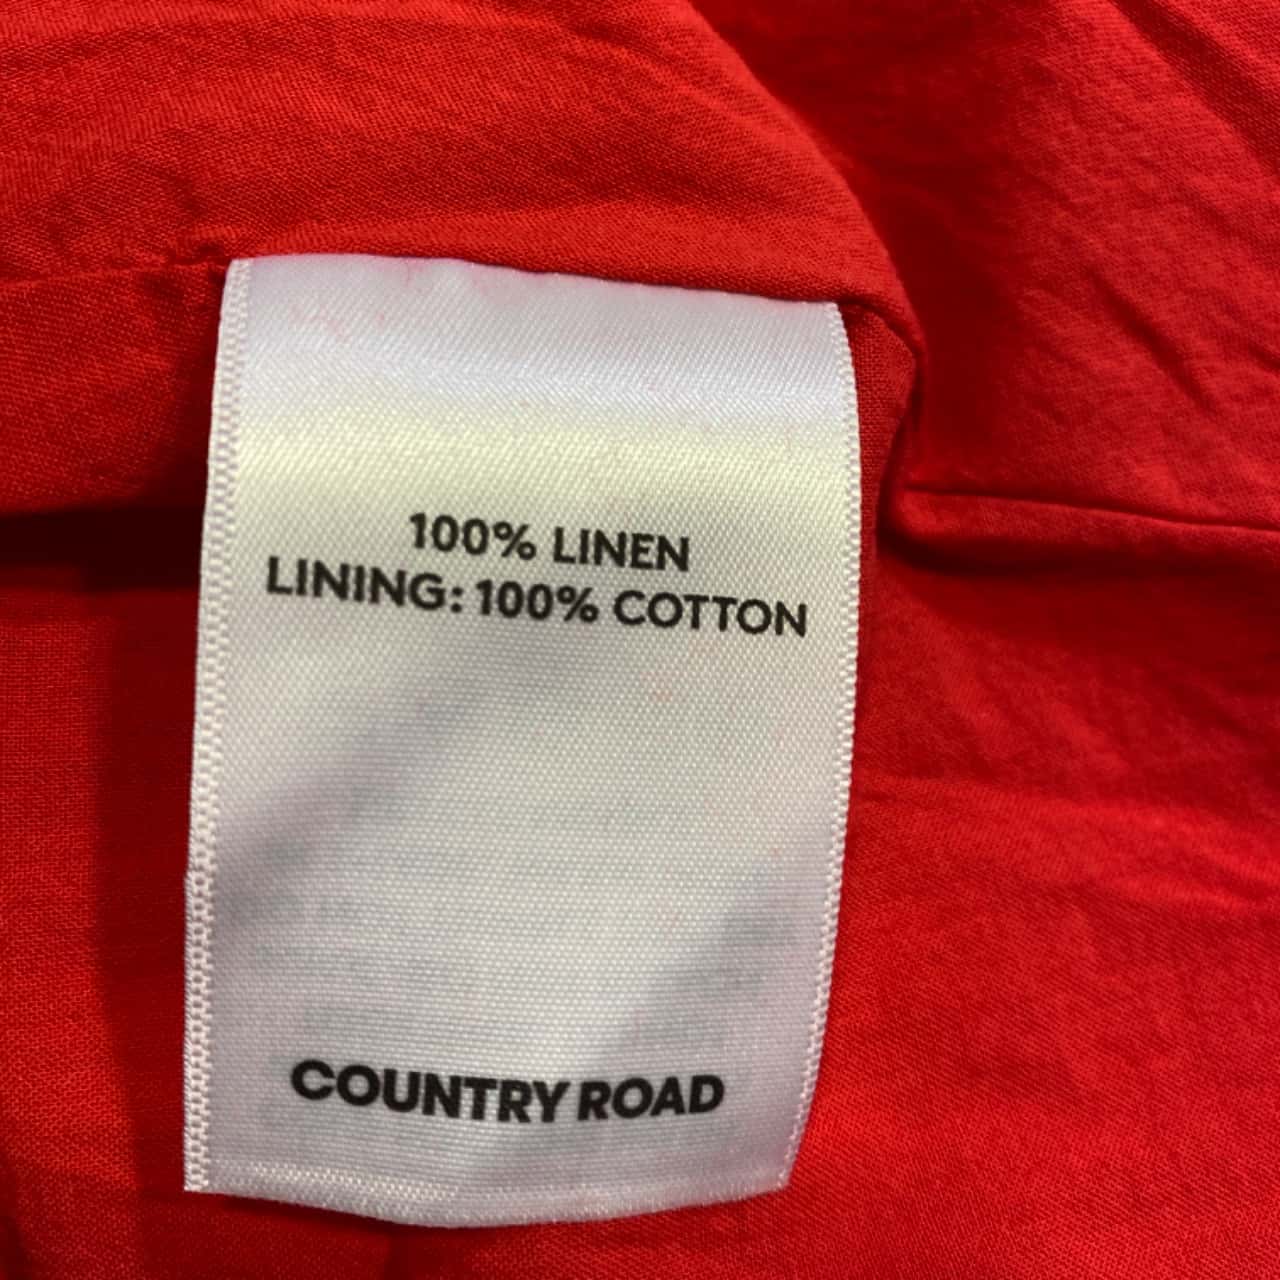 100% LINEN
LINING: 100% COTTON
COUNTRY ROAD